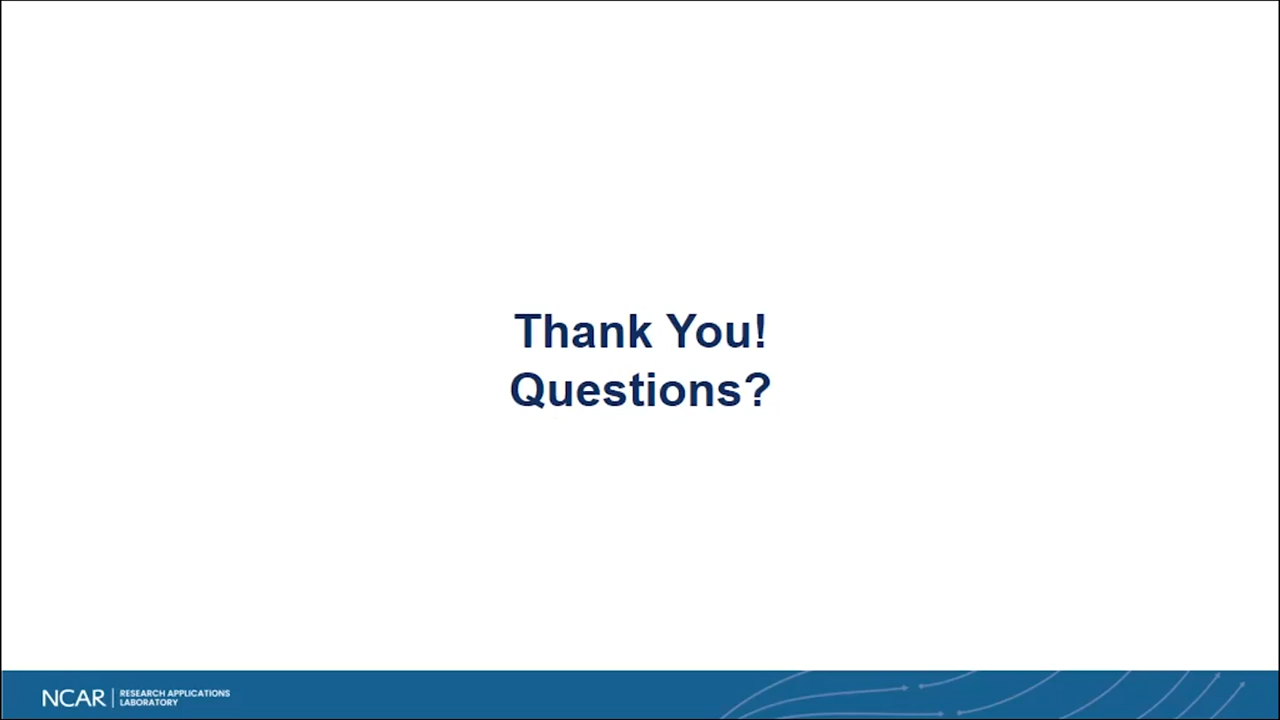 Thank You!
Questions?
NCAR
RESEARCH APPLICATIONS
LABORATORY